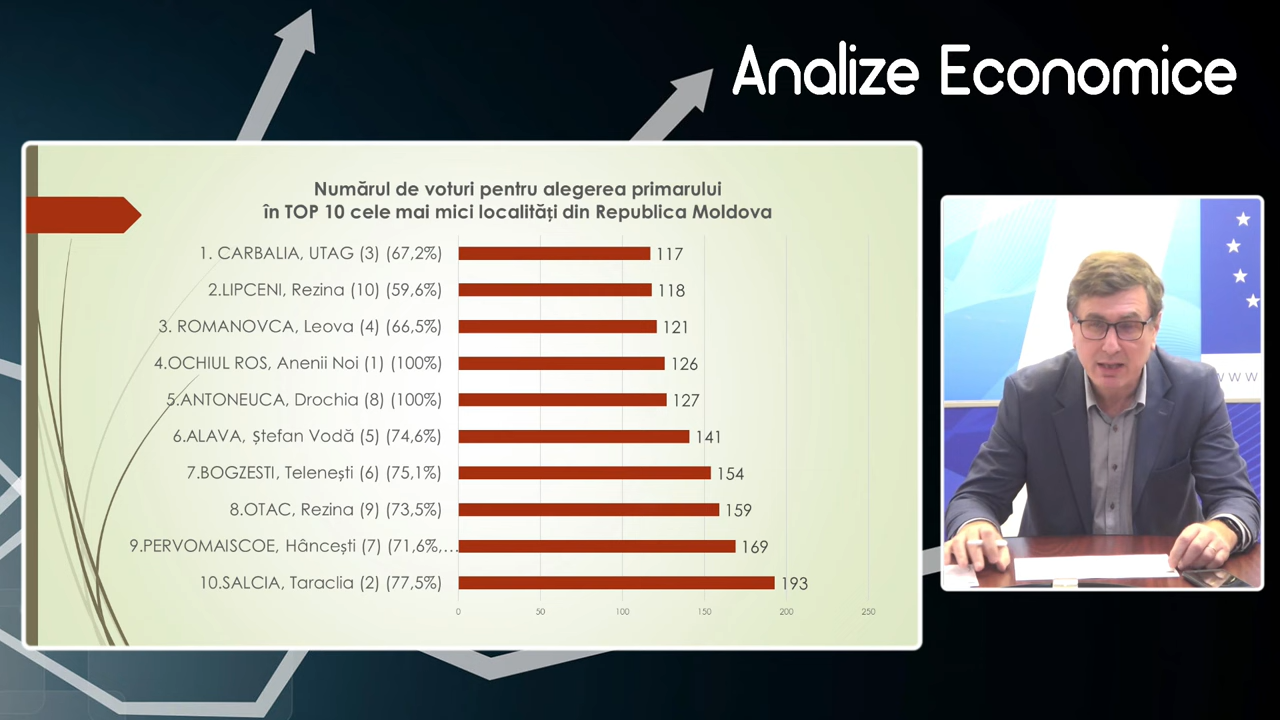 Analize Economice
Numărul de voturi pentru alegerea primarului
în TOP 10 cele mai mici localități din Republica Moldova
1. CARBALIA, UTAG (3) (67,2%) 117
2.LIPCENI, Rezina (10) (59,6%) 118
3. ROMANOVCA, Leova (4) (66,5%) 121
4.OCHIUL ROS, Anenii Noi (1) (100%) 126
5.ANTONEUCA, Drochia (8) (100%) 127
6.ALAVA, Ștefan Vodă (5) (74,6%) 141
7.BOGZESTI, Telenești (6) (75,1%) 154
8.OTAC, Rezina (9) (73,5%) 159
9.PERVOMAISCOE, Hâncești (7) (71,6%,... 169
10.SALCIA, Taraclia (2) (77,5%) 193
0 50 100 150 200 250
WWW